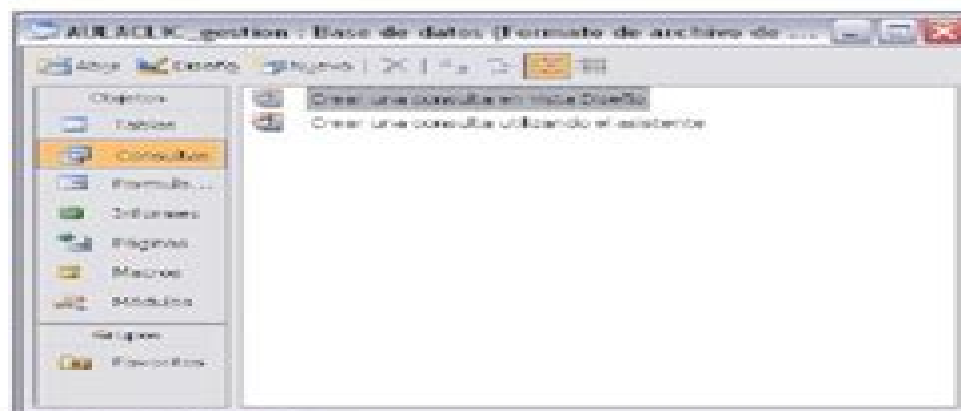 AULACLIC_gestion : Base de datos (Formato de archivo de ...
Abrir Diseño Nuevo
Objetos
Tablas
Consultas
Formula...
Informes
Páginas
Macros
Módulos
Grupos
Favoritos
Crear una consulta en vista Diseño
Crear una consulta utilizando el asistente